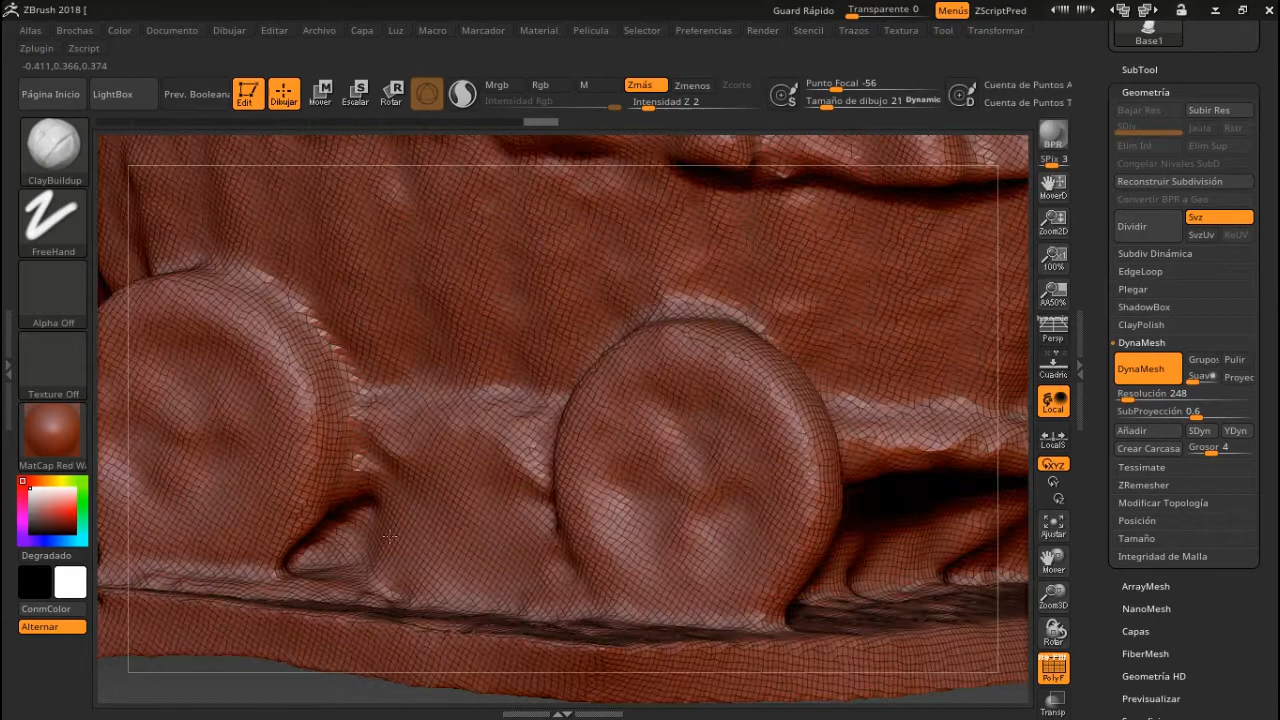 ZBrush 2018 [
Guard Rápido
Transparente 0
Menús
ZScriptPred
Alfas Brochas Color Documento Dibujar Editar Archivo Capa Luz Macro Marcador Material Pelicula Selector Preferencias Render Stencil Trazos Textura Tool Transformar
Zplugin Zscript
-0.411,0.366,0.374
Página Inicio
LightBox
Prev. Boolean
Edit
Dibujar
Mover
Escalar
Rotar
Mrgb
Rgb
M
Intensidad Rgb
Zmás
Zmenos
Zcorte
Intensidad Z 2
S
Punto Focal -56
Tamaño de dibujo 21 Dynamic
D
Cuenta de Puntos A
Cuenta de Puntos T
ClayBuildup
FreeHand
Alpha Off
Texture Off
MatCap Red W
Degradado
ConmColor
Alternar
BPR
SPix 3
MoverD
Zoom2D
100%
AA50%
Dynamic
Persp
Cuadric
Local
LocalS
XYZ
Ajustar
Mover
Zoom3D
Rotar
PolyF
Transp
Base1
SubTool
Geometría
Bajar Res
Subir Res
SDiv
Jaula
Rstr
Elim Inf
Elim Sup
Congelar Niveles SubD
Reconstruir Subdivisión
Convertir BPR a Geo
Dividir
Svz
SvzUv
ReUV
Subdiv Dinámica
EdgeLoop
Plegar
ShadowBox
ClayPolish
DynaMesh
DynaMesh
Grupos
Pulir
Suav
Proyec
Resolución 248
SubProyección 0.6
Añadir
SDyn
YDyn
Crear Carcasa
Grosor 4
Tessimate
ZRemesher
Modificar Topología
Posición
Tamaño
Integridad de Malla
ArrayMesh
NanoMesh
Capas
FiberMesh
Geometría HD
Previsualizar